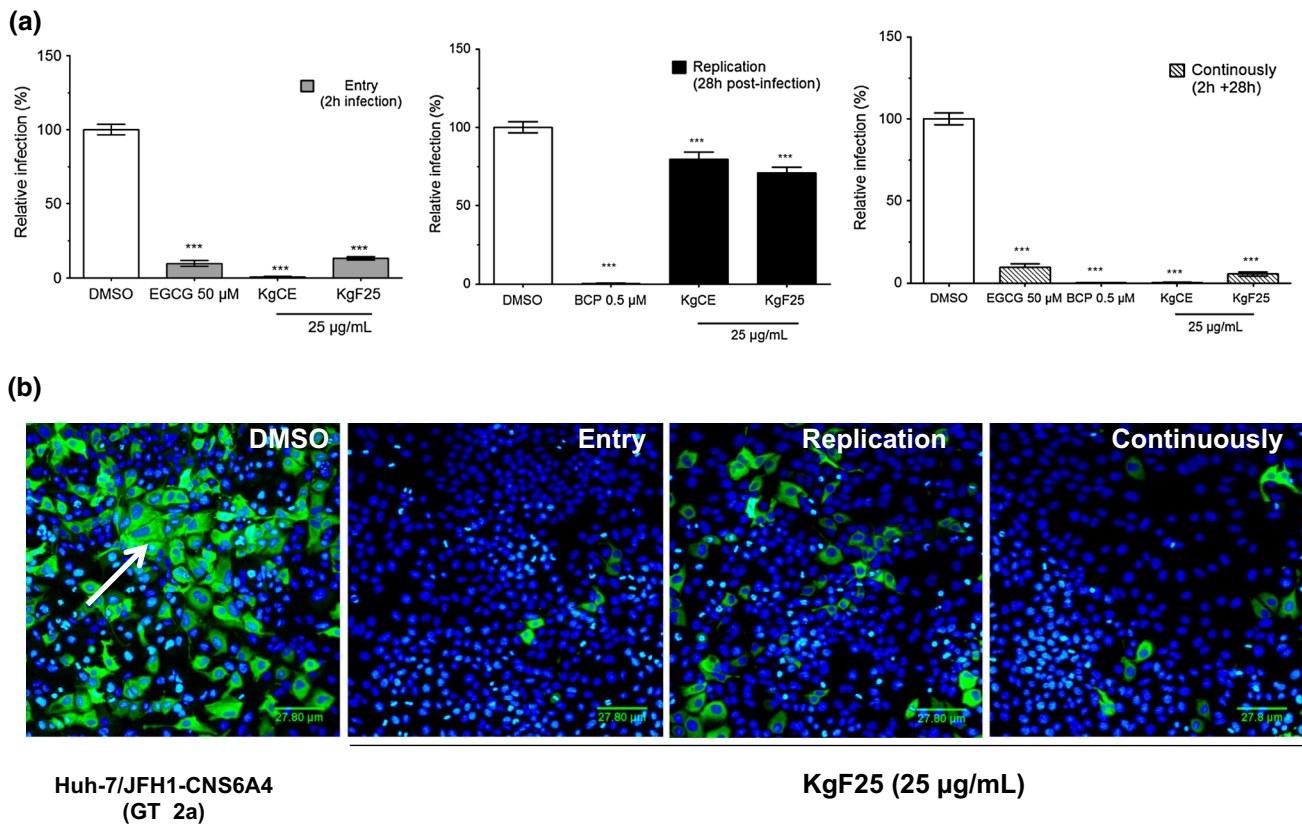 (a)
Relative infection (%)
150
100
50
0
Entry
(2h infection)
***
***
***
DMSO
EGCG 50 µM
KgCE
KgF25
25 µg/mL
Relative infection (%)
150
100
50
0
Replication
(28h post-infection)
***
***
***
DMSO
BCP 0.5 µM
KgCE
KgF25
25 µg/mL
Relative infection (%)
150
100
50
0
Continously
(2h +28h)
***
***
***
***
DMSO
EGCG 50 µM
BCP 0.5 µM
KgCE
KgF25
25 µg/mL
(b)
DMSO
Entry
Replication
Continuously
27.80 µm
27.80 µm
27.80 µm
27.8 µm
Huh-7/JFH1-CNS6A4
(GT 2a)
KgF25 (25 µg/mL)